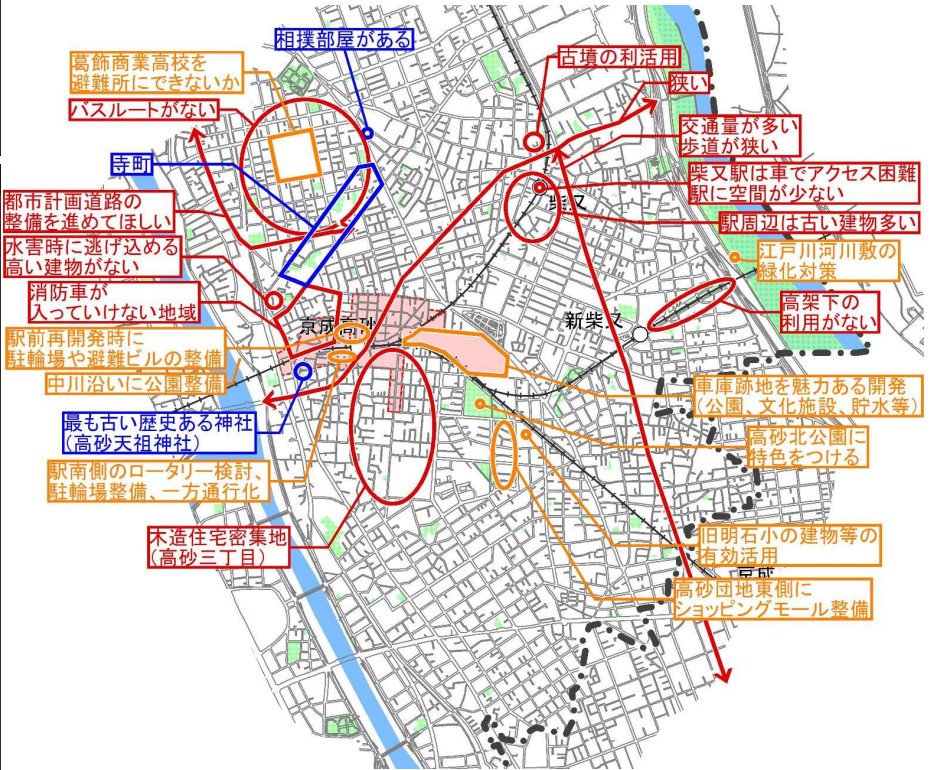 相撲部屋がある
葛飾商業高校を
避難所にできないか
古墳の利活用
狭い
バスルートがない
交通量が多い
歩道が狭い
寺町
柴又駅は車でアクセス困難
駅に空間が少ない
柴又
都市計画道路の
整備を進めてほしい
駅周辺は古い建物多い
水害時に逃げ込める
高い建物がない
江戸川河川敷の
緑化対策
消防車が
入っていけない地域
高架下の
利用がない
京成高砂
新柴又
駅前再開発時に
駐輪場や避難ビルの整備
中川沿いに公園整備
車庫跡地を魅力ある開発
(公園、文化施設、貯水等)
最も古い歴史ある神社
(高砂天祖神社)
高砂北公園に
特色をつける
駅南側のロータリー検討、
駐輪場整備、一方通行化
木造住宅密集地
(高砂三丁目)
旧明石小の建物等の
有効活用
京成
高砂団地東側に
ショッピングモール整備